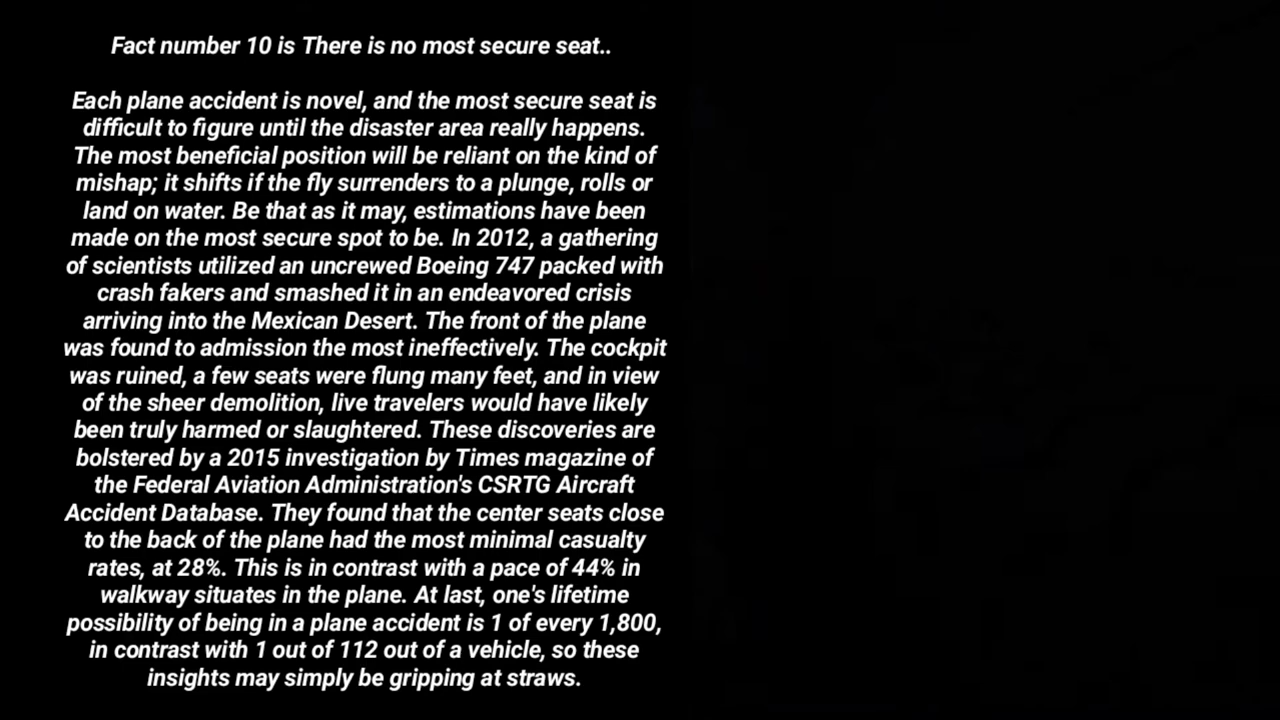 Fact number 10 is There is no most secure seat..
Each plane accident is novel, and the most secure seat is
difficult to figure until the disaster area really happens.
The most beneficial position will be reliant on the kind of
mishap; it shifts if the fly surrenders to a plunge, rolls or
land on water. Be that as it may, estimations have been
made on the most secure spot to be. In 2012, a gathering
of scientists utilized an uncrewed Boeing 747 packed with
crash fakers and smashed it in an endeavored crisis
arriving into the Mexican Desert. The front of the plane
was found to admission the most ineffectively. The cockpit
was ruined, a few seats were flung many feet, and in view
of the sheer demolition, live travelers would have likely
been truly harmed or slaughtered. These discoveries are
bolstered by a 2015 investigation by Times magazine of
the Federal Aviation Administration's CSRTG Aircraft
Accident Database. They found that the center seats close
to the back of the plane had the most minimal casualty
rates, at 28%. This is in contrast with a pace of 44% in
walkway situates in the plane. At last, one's lifetime
possibility of being in a plane accident is 1 of every 1,800,
in contrast with 1 out of 112 out of a vehicle, so these
insights may simply be gripping at straws.